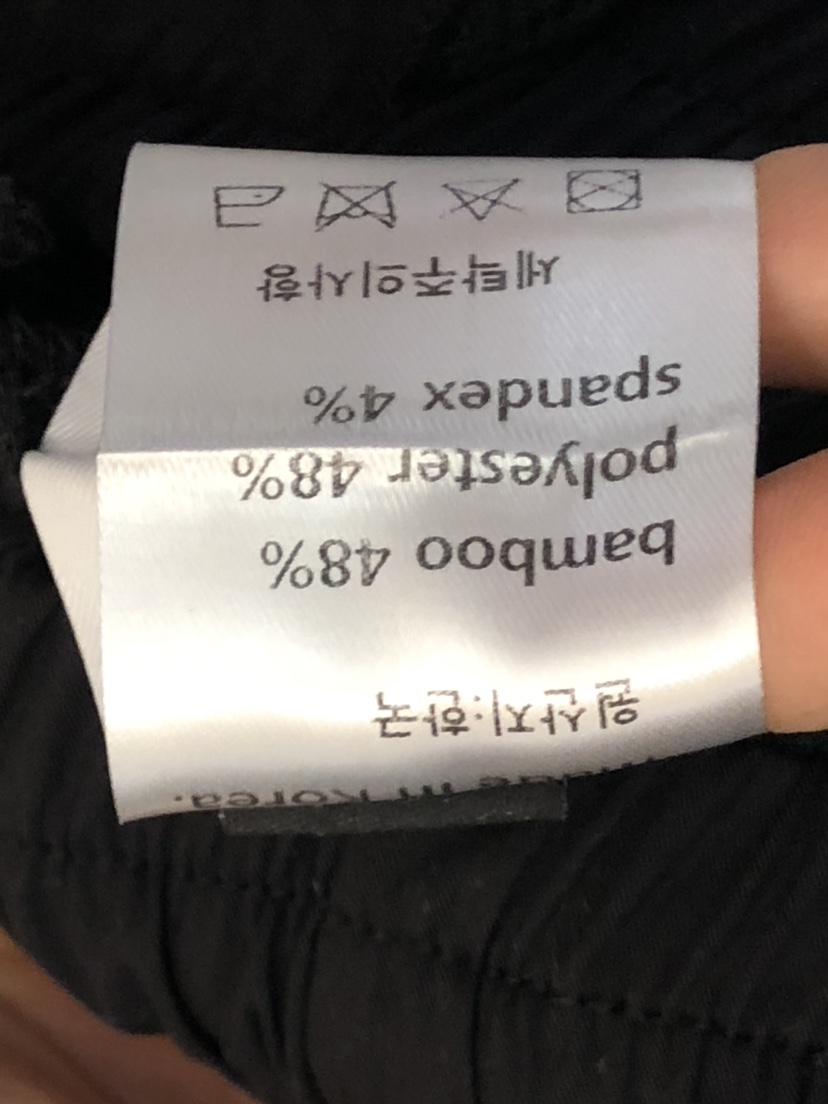 made in Korea.
원산지:한국
bamboo 48%
polyester 48%
spandex 4%
세탁주의사항